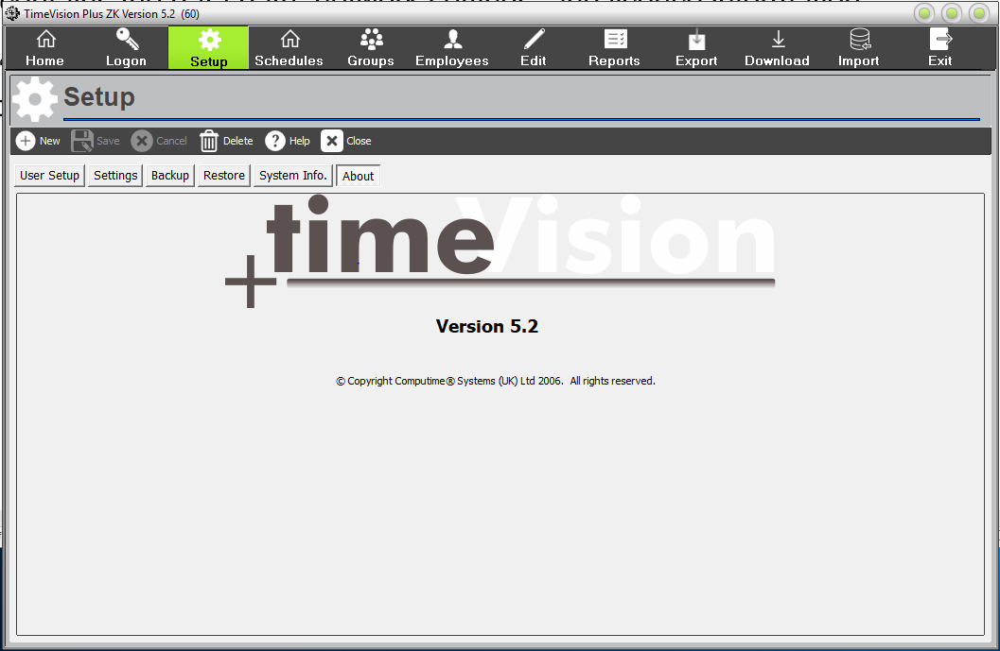 TimeVision Plus ZK Version 5.2 (60)
Home Logon Setup Schedules Groups Employees Edit Reports Export Download Import Exit
Setup
New Save Cancel Delete ? Help Close
User Setup Settings Backup Restore System Info. About
+timeVision
Version 5.2
© Copyright Computime® Systems (UK) Ltd 2006. All rights reserved.